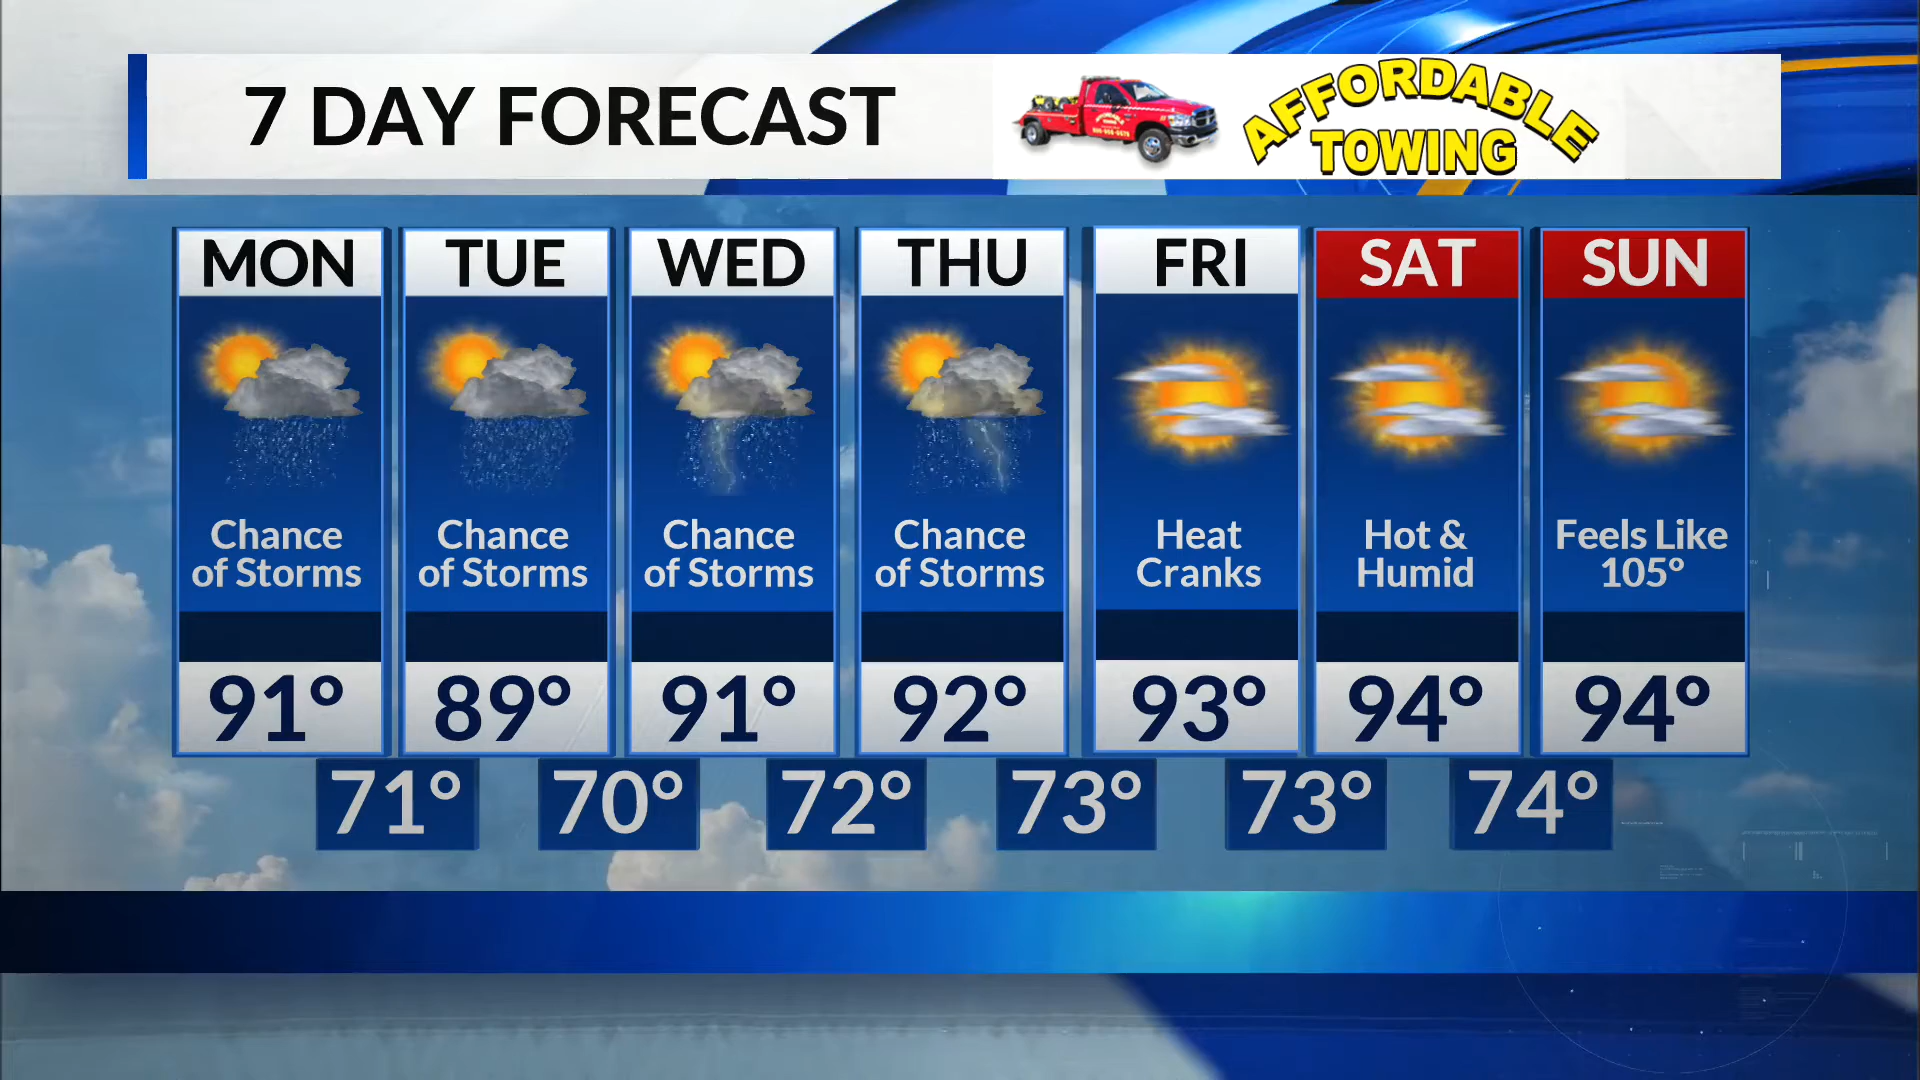 7 DAY FORECAST
AFFORDABLE
TOWING
MON
TUE
WED
THU
FRI
SAT
SUN
Chance
of Storms
Chance
of Storms
Chance
of Storms
Chance
of Storms
Heat
Cranks
Hot &
Humid
Feels Like
105°
91°
89°
91°
92°
93°
94°
94°
71°
70°
72°
73°
73°
74°